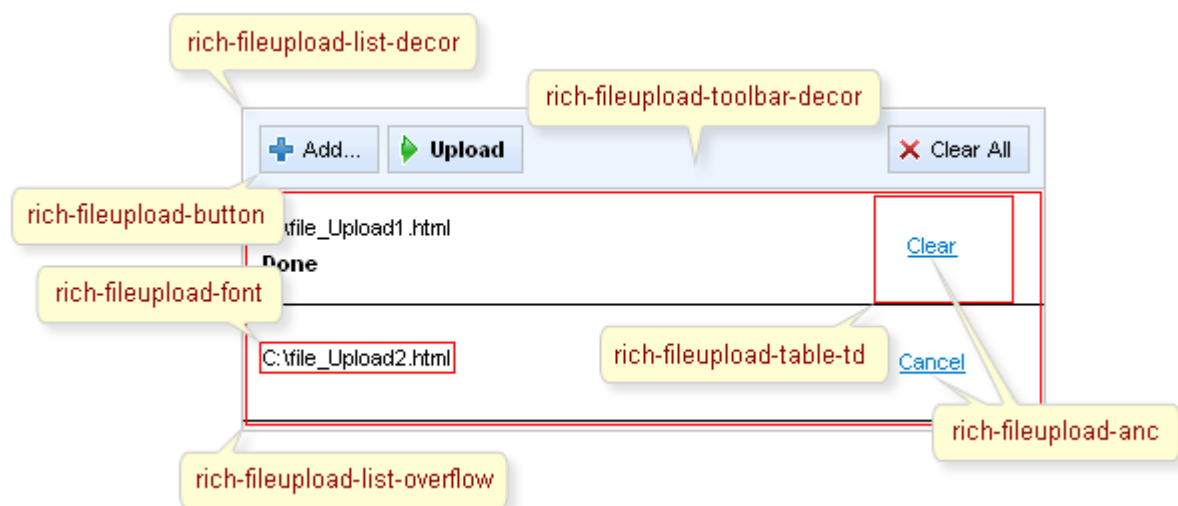 rich-fileupload-list-decor
rich-fileupload-toolbar-decor
Add...
Upload
Clear All
rich-fileupload-button
\file_Upload1.html
Clear
Done
rich-fileupload-font
rich-fileupload-table-td
C:\file_Upload2.html
Cancel
rich-fileupload-anc
rich-fileupload-list-overflow